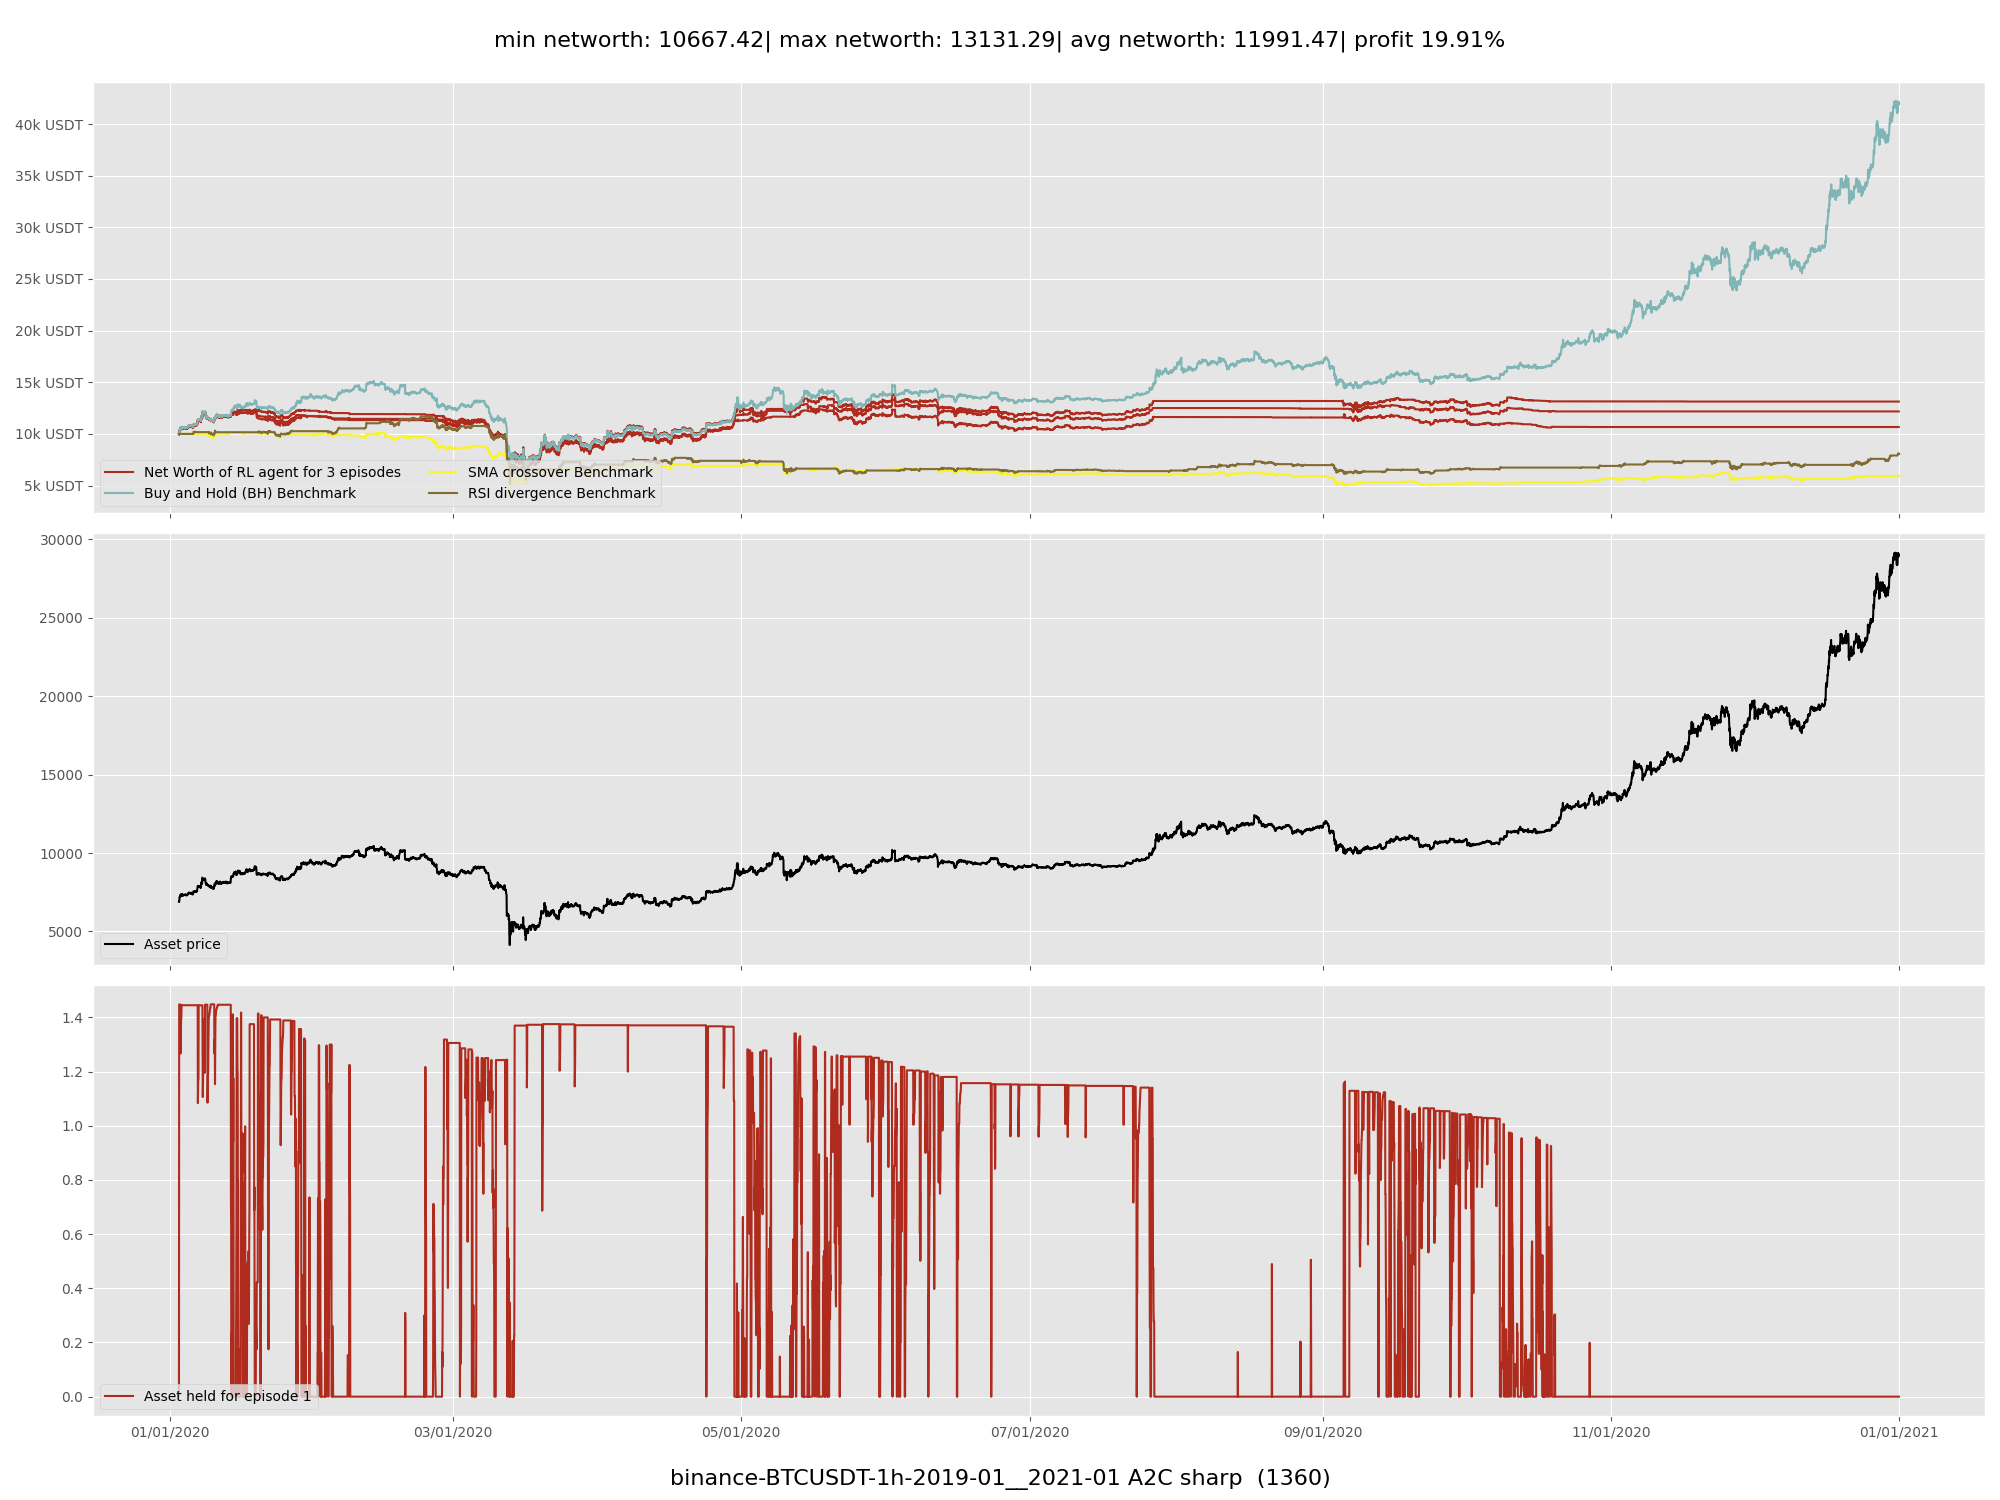 min networth: 10667.42| max networth: 13131.29| avg networth: 11991.47| profit 19.91%
40k USDT
35k USDT
30k USDT
25k USDT
20k USDT
15k USDT
10k USDT
5k USDT
Net Worth of RL agent for 3 episodes
Buy and Hold (BH) Benchmark
SMA crossover Benchmark
RSI divergence Benchmark
30000
25000
20000
15000
10000
5000
Asset price
1.4
1.2
1.0
0.8
0.6
0.4
0.2
0.0
Asset held for episode 1
01/01/2020 03/01/2020 05/01/2020 07/01/2020 09/01/2020 11/01/2020 01/01/2021
binance-BTCUSDT-1h-2019-01__2021-01 A2C sharp (1360)